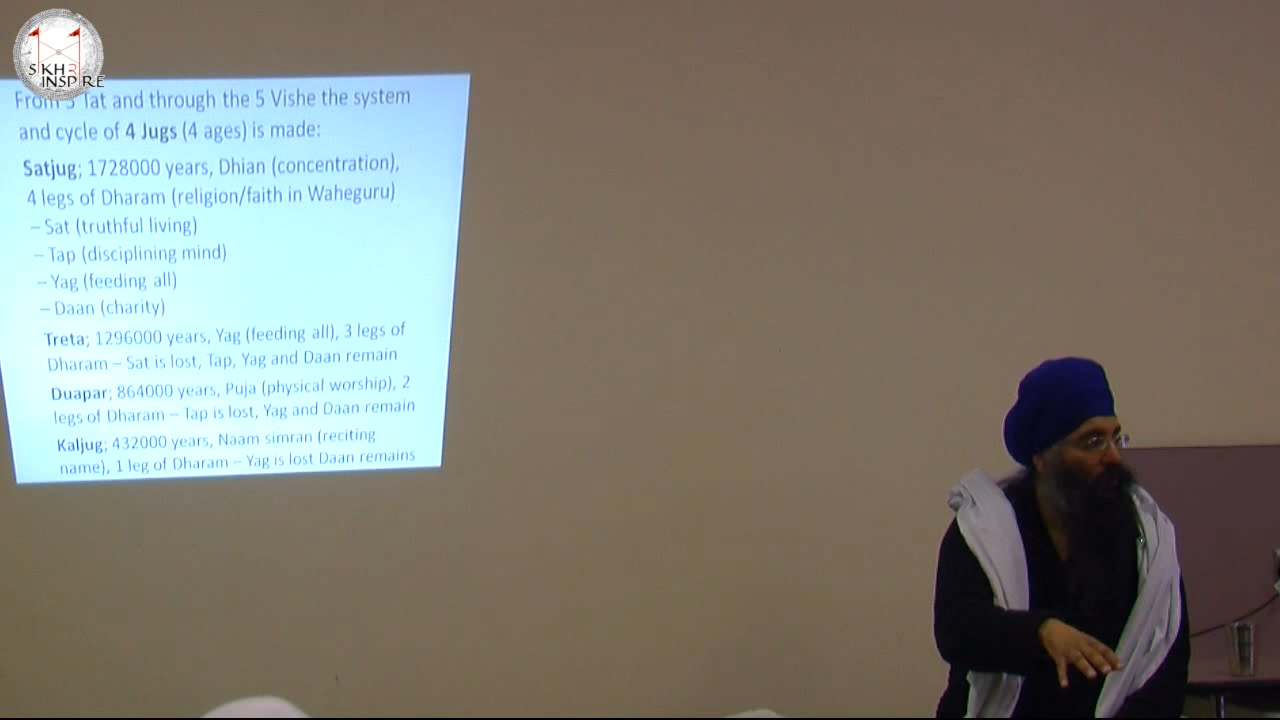 SIKH2
INSPIRE
From 5 Tat and through the 5 Vishe the system
and cycle of 4 Jugs (4 ages) is made:
Satjug; 1728000 years, Dhian (concentration),
4 legs of Dharam (religion/faith in Waheguru)
– Sat (truthful living)
– Tap (disciplining mind)
– Yag (feeding all)
– Daan (charity)
Treta; 1296000 years, Yag (feeding all), 3 legs of
Dharam – Sat is lost, Tap, Yag and Daan remain
Duapar; 864000 years, Puja (physical worship), 2
legs of Dharam – Tap is lost, Yag and Daan remain
Kaljug; 432000 years, Naam simran (reciting
name), 1 leg of Dharam – Yag is lost Daan remains